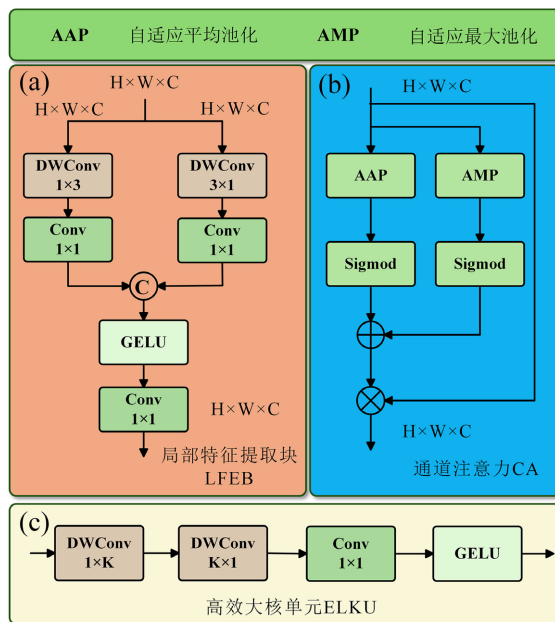 AAP 自适应平均池化 AMP 自适应最大池化
(a)
H×W×C
H×W×C H×W×C
DWConv
1×3
DWConv
3×1
Conv
1×1
Conv
1×1
C
GELU
Conv
1×1
H×W×C
局部特征提取块
LFEB
(b)
H×W×C
AAP
AMP
Sigmod
Sigmod
H×W×C
通道注意力CA
(c)
DWConv
1×K
DWConv
K×1
Conv
1×1
GELU
高效大核单元ELKU